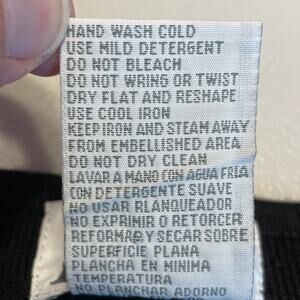 HAND WASH COLD
USE MILD DETERGENT
DO NOT BLEACH
DO NOT WRING OR TWIST
DRY FLAT AND RESHAPE
USE COOL IRON
KEEP IRON AND STEAM AWAY
FROM EMBELLISHED AREA
DO NOT DRY CLEAN
LAVAR A MANO CON AGUA FRIA
CON DETERGENTE SUAVE
NO USAR BLANQUEADOR
NO EXPRIMIR O RETORCER
REFORMAR Y SECAR SOBRE
SUPERFICIE PLANA
PLANCHA EN MINIMA
TEMPERATURA
NO PLANCHAR ADORNO